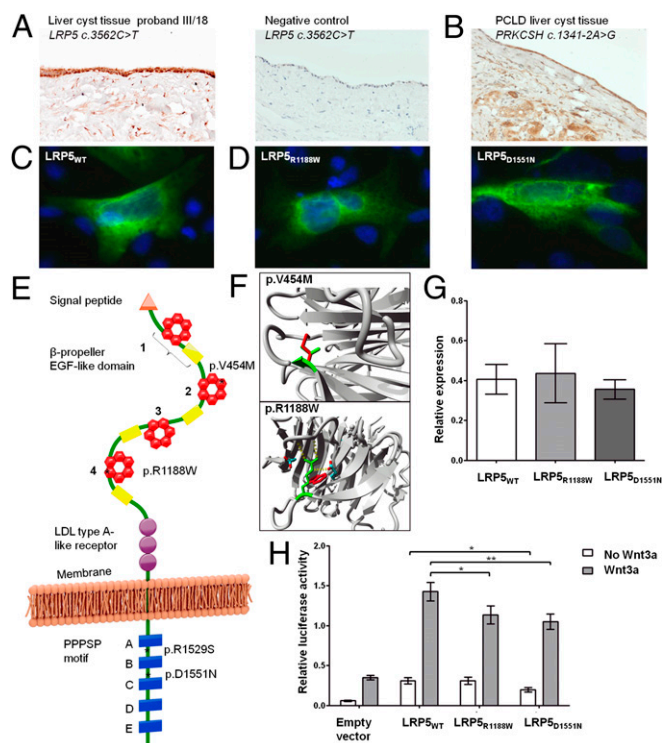 A
Liver cyst tissue proband III/18
LRP5 c.3562C>T
Negative control
LRP5 c.3562C>T
B
PCLD liver cyst tissue
PRKCSH c.1341-2A>G
C
LRP5WT
D
LRP5R1188W
LRP5D1551N
E
Signal peptide
1
β-propeller
EGF-like domain
p.V454M
2
3
4
p.R1188W
LDL type A-
like receptor
Membrane
PPPSP
motif
A
B
C
D
E
p.R1529S
p.D1551N
F
p.V454M
p.R1188W
G
Relative expression
0.8
0.6
0.4
0.2
0.0
LRP5WT
LRP5R1188W
LRP5D1551N
H
Relative luciferase activity
2.0
1.5
1.0
0.5
0.0
*
**
*
No Wnt3a
Wnt3a
Empty
vector
LRP5WT
LRP5R1188W
LRP5D1551N